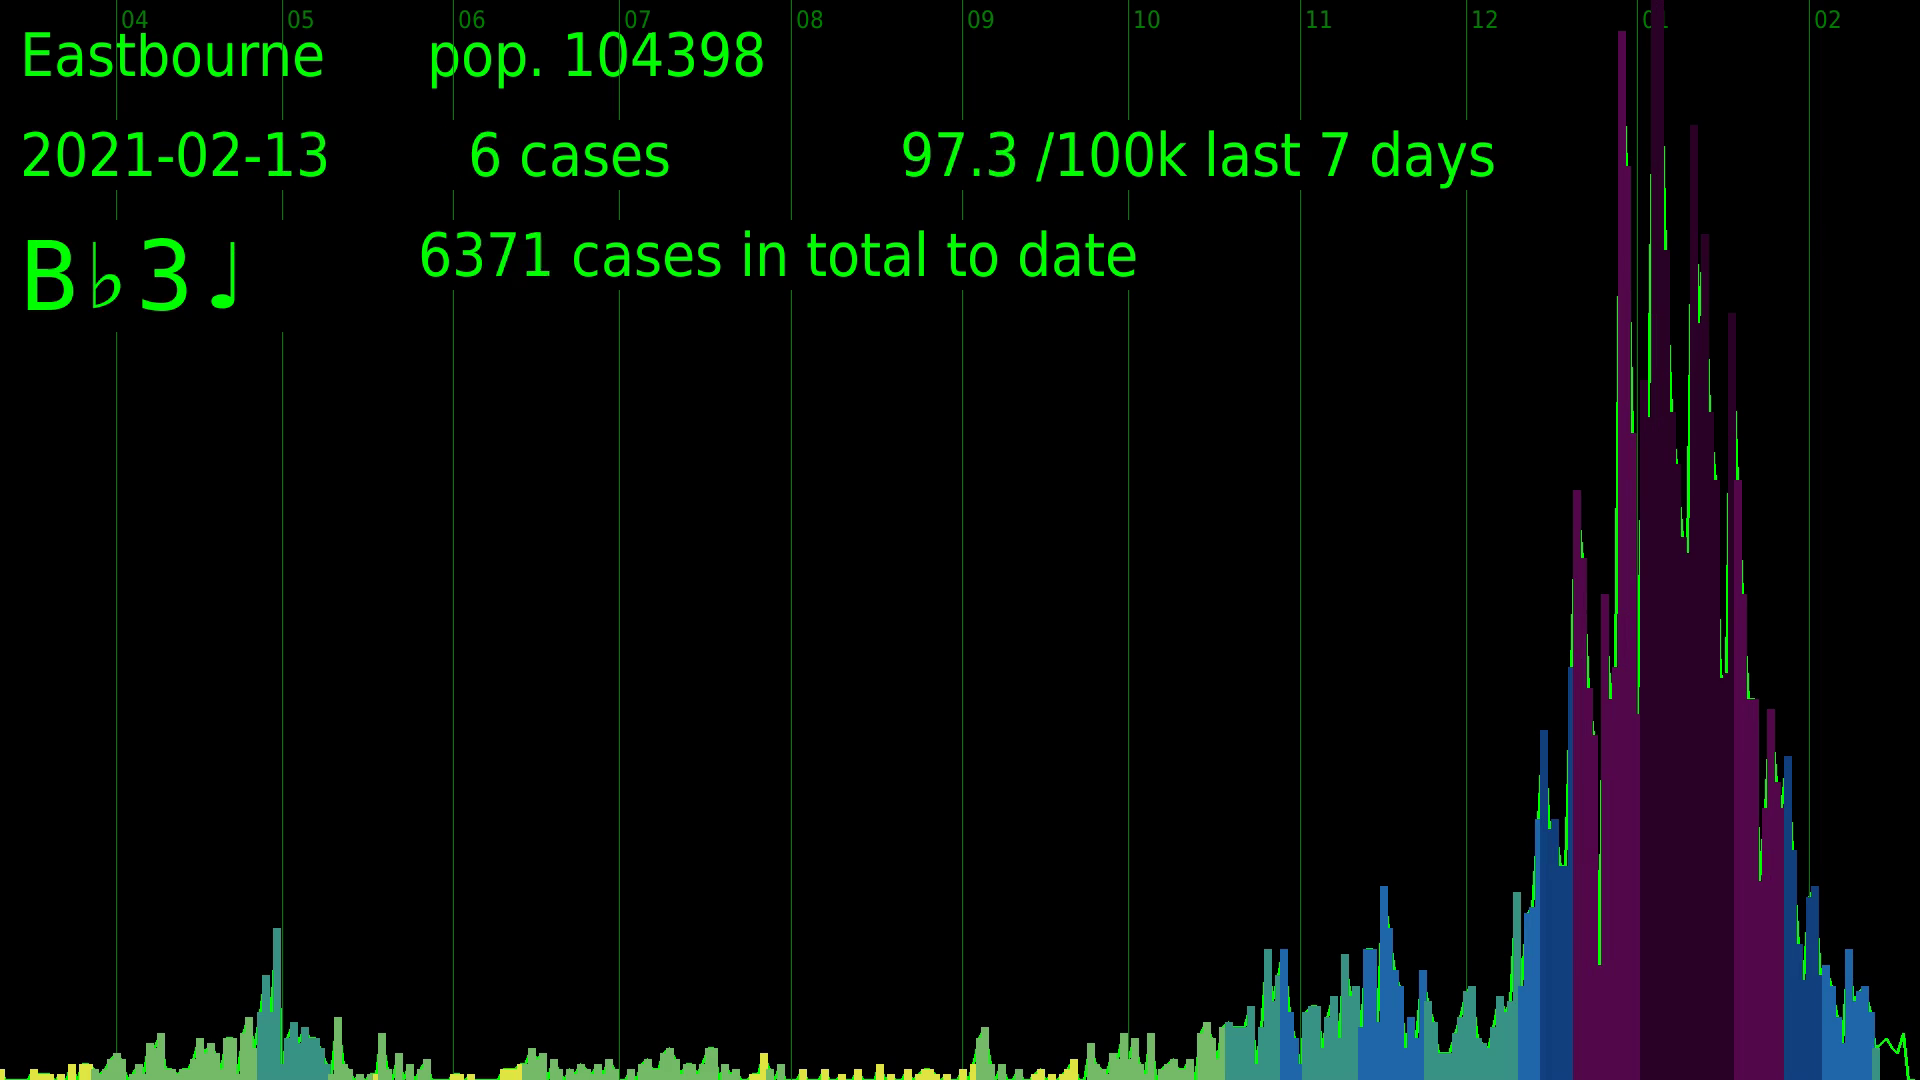 04 05 06 07 08 09 10 11 12 01 02
Eastbourne pop. 104398
2021-02-13 6 cases 97.3 /100k last 7 days
B♭3♩ 6371 cases in total to date